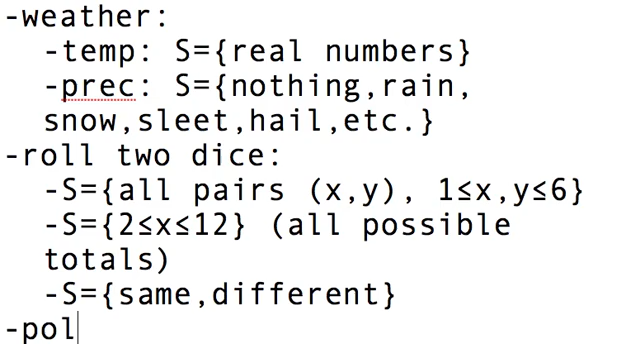 -weather:
-temp: S={real numbers}
-prec: S={nothing,rain,
snow,sleet,hail,etc.}
-roll two dice:
-S={all pairs (x,y), 1≤x,y≤6}
-S={2≤x≤12} (all possible
totals)
-S={same,different}
-pol